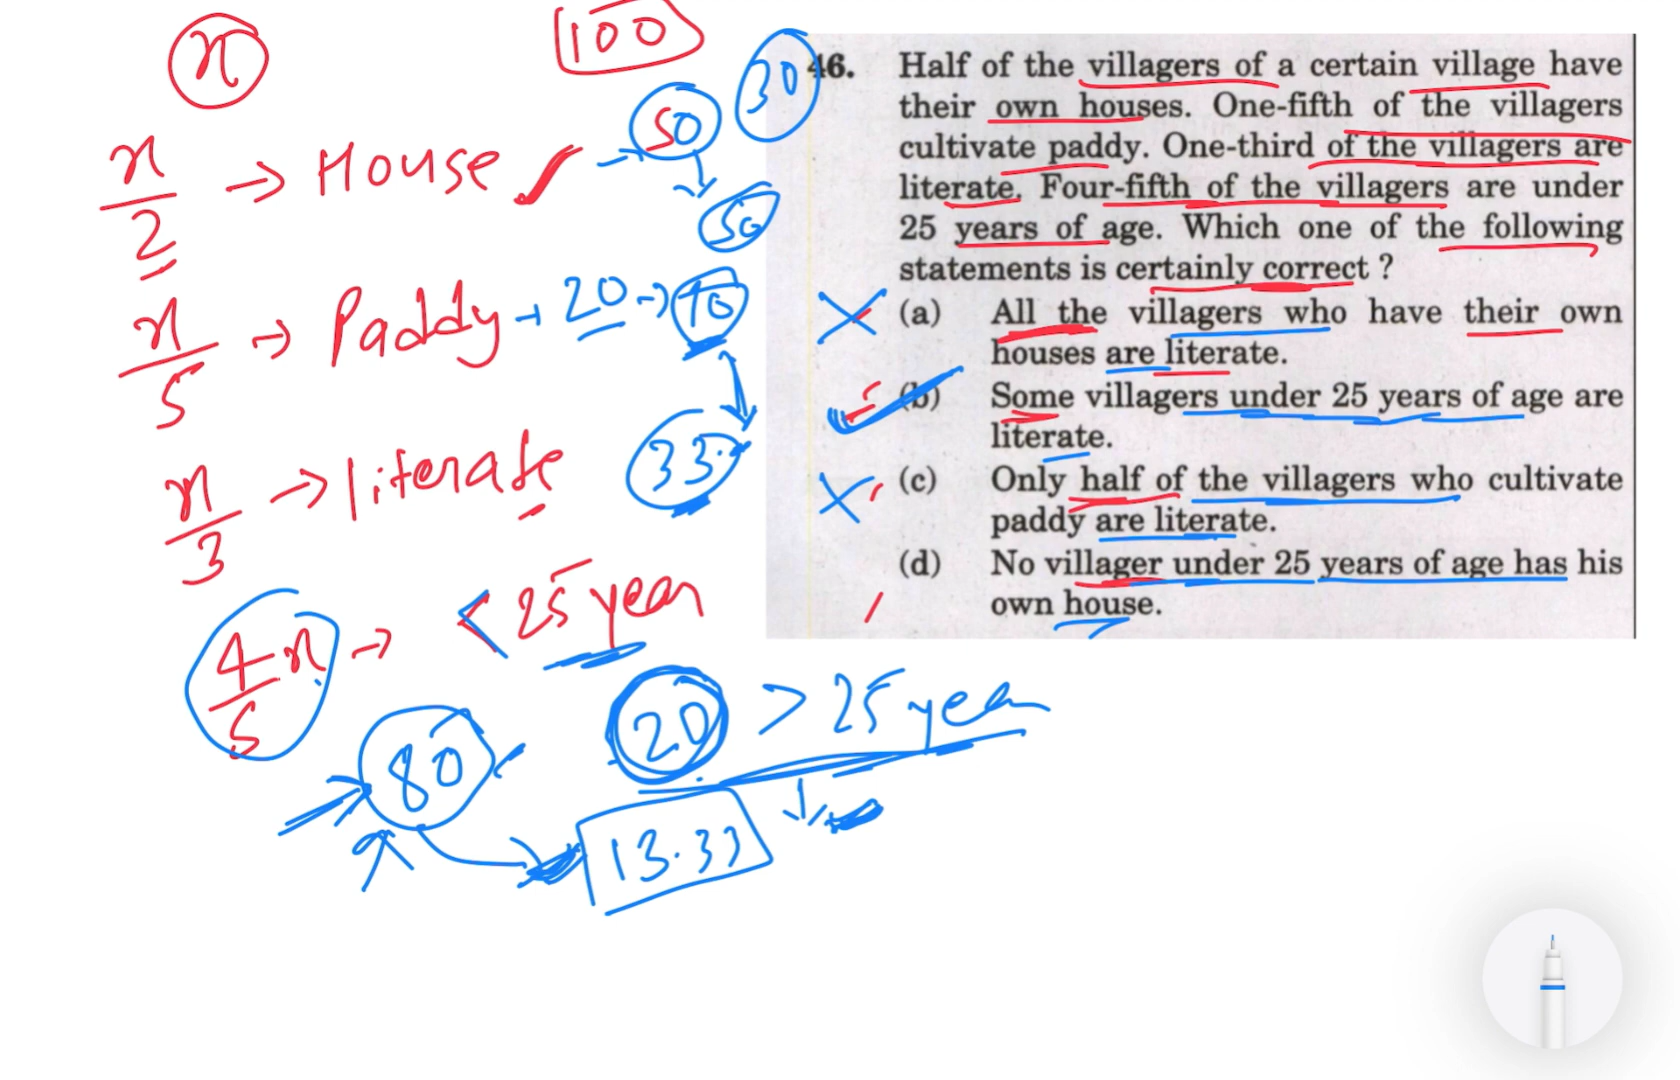 n
100
30
50
n/2 → House
50
n/5 → Paddy → 20 → 10
n/3 → literate
33.
4/5 n → < 25 year
80
20 > 25 year
13.33
46. Half of the villagers of a certain village have
their own houses. One-fifth of the villagers
cultivate paddy. One-third of the villagers are
literate. Four-fifth of the villagers are under
25 years of age. Which one of the following
statements is certainly correct ?
(a) All the villagers who have their own
houses are literate.
(b) Some villagers under 25 years of age are
literate.
(c) Only half of the villagers who cultivate
paddy are literate.
(d) No villager under 25 years of age has his
own house.